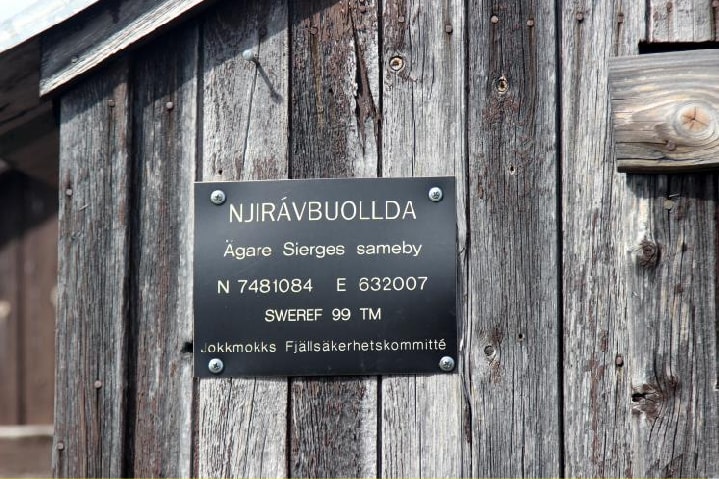 NJIRÁVBUOLLDA
Ägare Sierges sameby
N 7481084 E 632007
SWEREF 99 TM
Jokkmokks Fjällsäkerhetskommitté